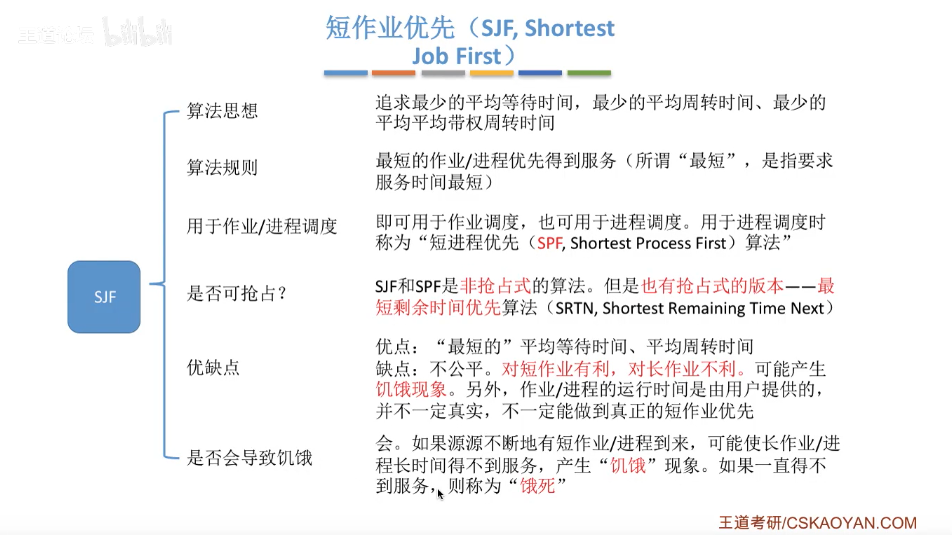 短作业优先（SJF, Shortest
Job First）
算法思想
追求最少的平均等待时间，最少的平均周转时间、最少的
平均平均带权周转时间
算法规则
最短的作业/进程优先得到服务（所谓“最短”，是指要求
服务时间最短）
用于作业/进程调度
即可用于作业调度，也可用于进程调度。用于进程调度时
称为“短进程优先（SPF, Shortest Process First）算法”
SJF
是否可抢占？
SJF和SPF是非抢占式的算法。但是也有抢占式的版本——最
短剩余时间优先算法（SRTN, Shortest Remaining Time Next）
优缺点
优点：“最短的”平均等待时间、平均周转时间
缺点：不公平。对短作业有利，对长作业不利。可能产生
饥饿现象。另外，作业/进程的运行时间是由用户提供的，
并不一定真实，不一定能做到真正的短作业优先
是否会导致饥饿
会。如果源源不断地有短作业/进程到来，可能使长作业/进
程长时间得不到服务，产生“饥饿”现象。如果一直得不
到服务，则称为“饿死”
王道考研/CSKAOYAN.COM